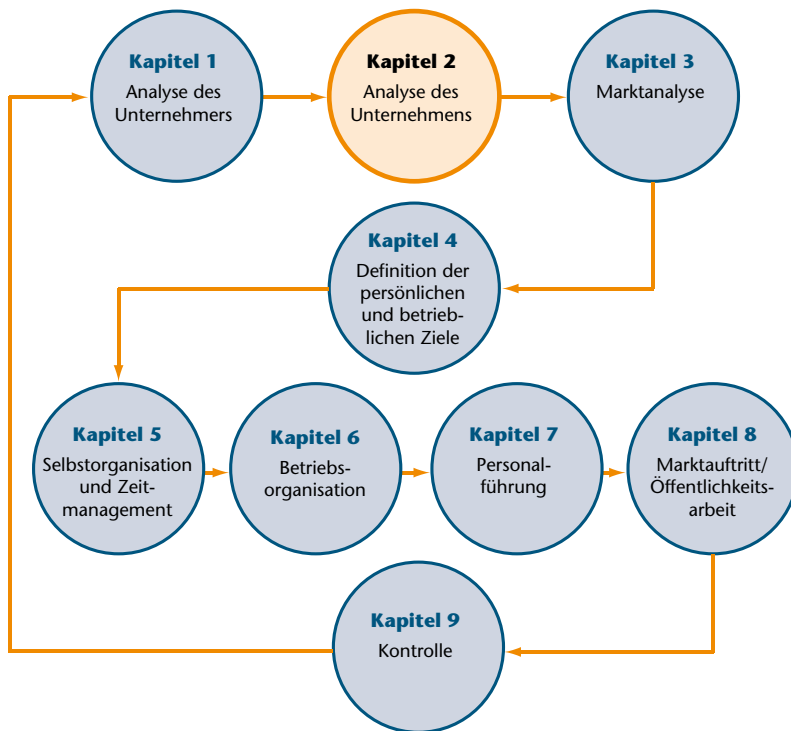 Kapitel 1
Analyse des
Unternehmers
Kapitel 2
Analyse des
Unternehmens
Kapitel 3
Marktanalyse
Kapitel 4
Definition der
persönlichen
und betrieb-
lichen Ziele
Kapitel 5
Selbstorganisation
und Zeit-
management
Kapitel 6
Betriebs-
organisation
Kapitel 7
Personal-
führung
Kapitel 8
Marktauftritt/
Öffentlichkeits-
arbeit
Kapitel 9
Kontrolle